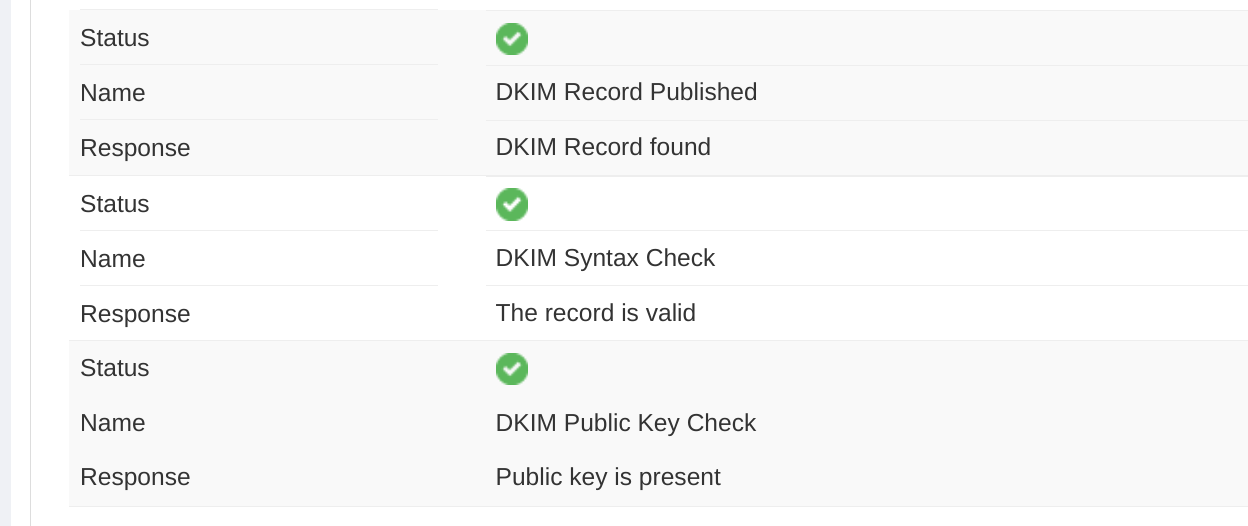 Status
Name DKIM Record Published
Response DKIM Record found
Status
Name DKIM Syntax Check
Response The record is valid
Status
Name DKIM Public Key Check
Response Public key is present